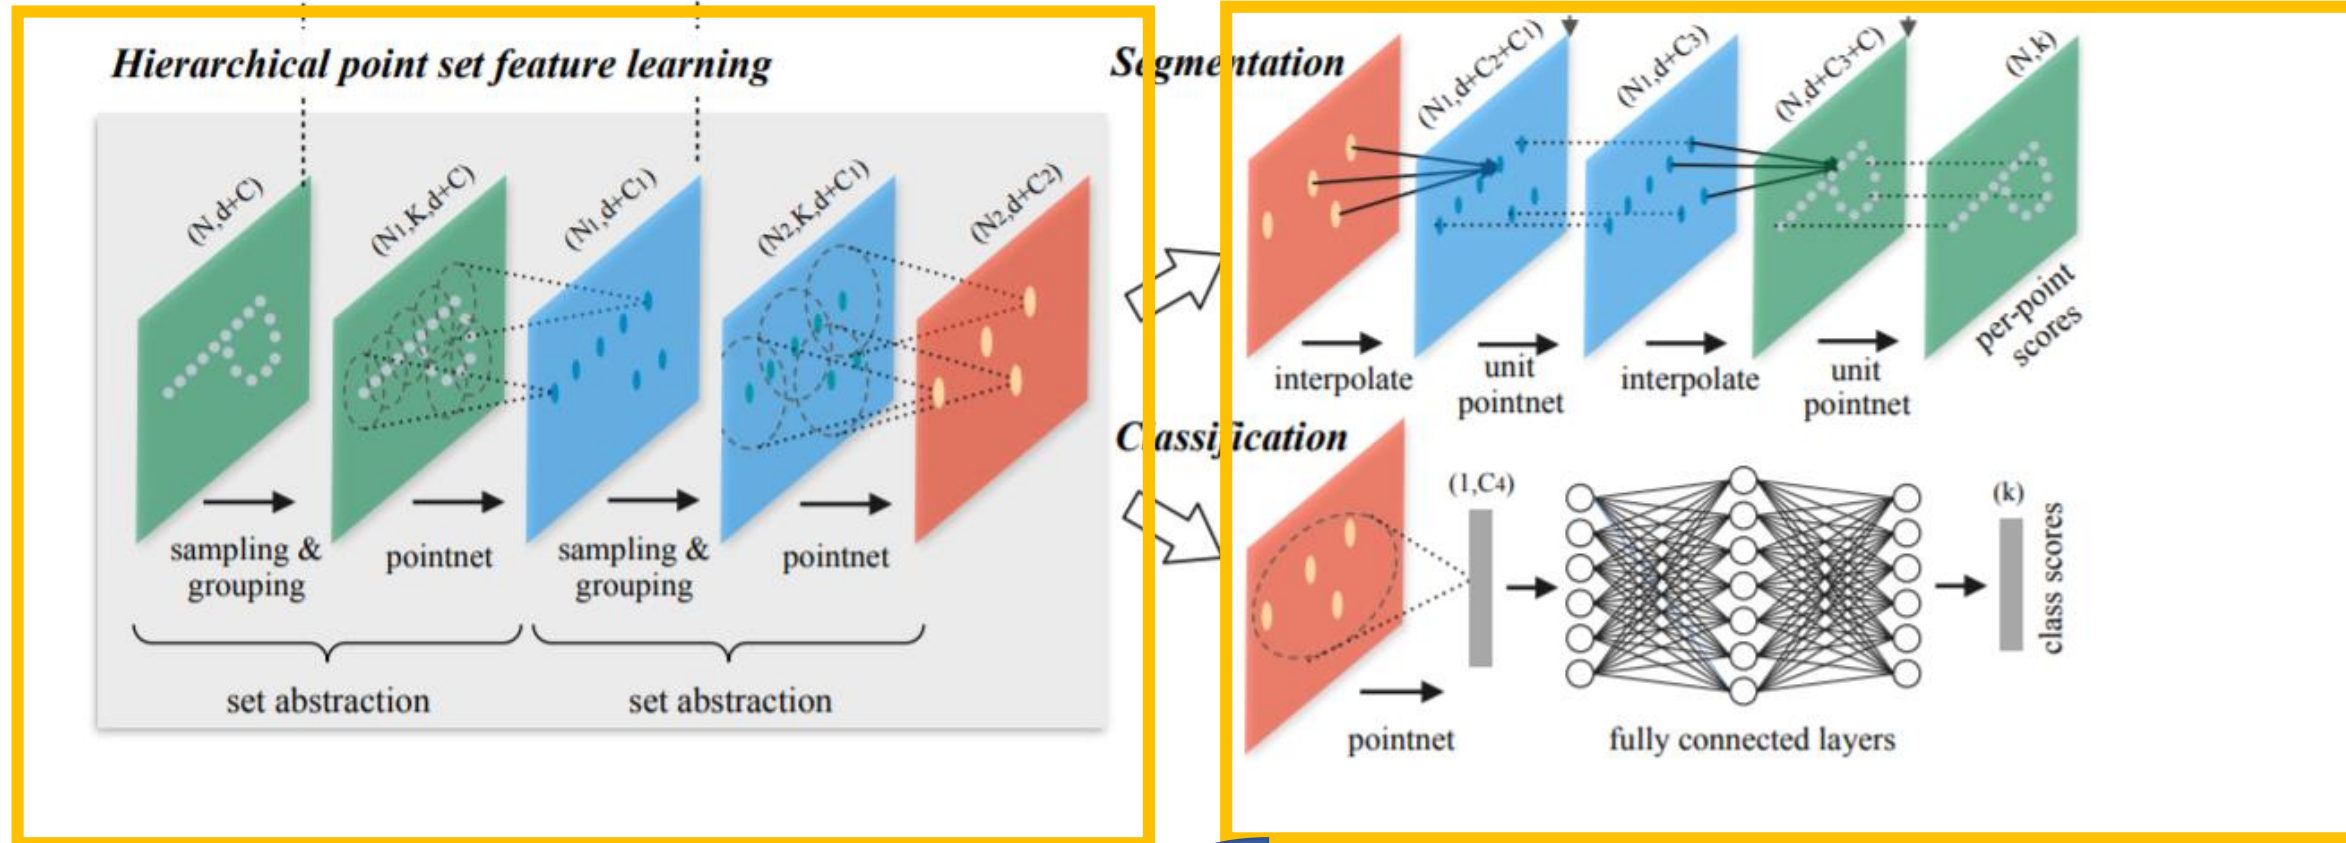 Hierarchical point set feature learning
(N,d+C)
(N1,K,d+C)
(N1,d+C1)
(N2,K,d+C1)
(N2,d+C2)
sampling &
grouping
pointnet
sampling &
grouping
pointnet
set abstraction
set abstraction
Segmentation
(N1,d+C2+C1)
(N1,d+C3)
(N,d+C3+C)
(N,k)
interpolate
unit
pointnet
interpolate
unit
pointnet
per-point
scores
Classification
(1,C4)
(k)
class scores
pointnet
fully connected layers